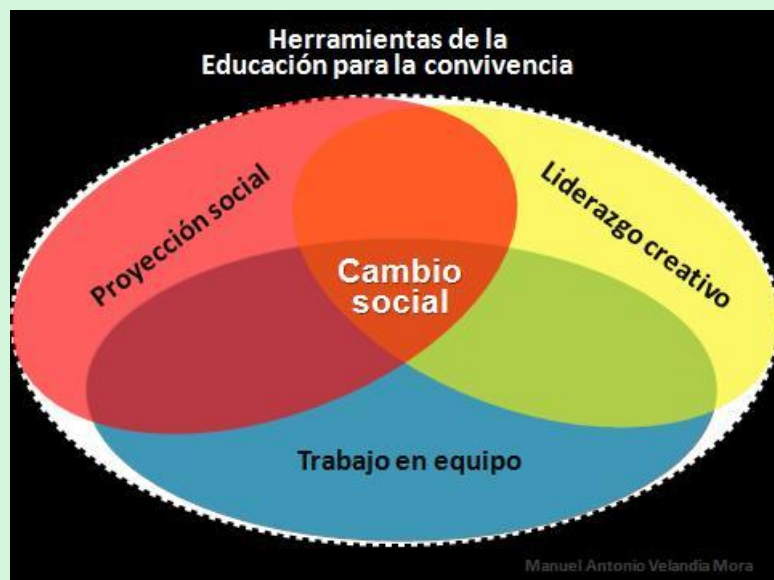 Herramientas de la
Educación para la convivencia
Proyección social
Liderazgo creativo
Cambio
social
Trabajo en equipo
Manuel Antonio Velandia Mora